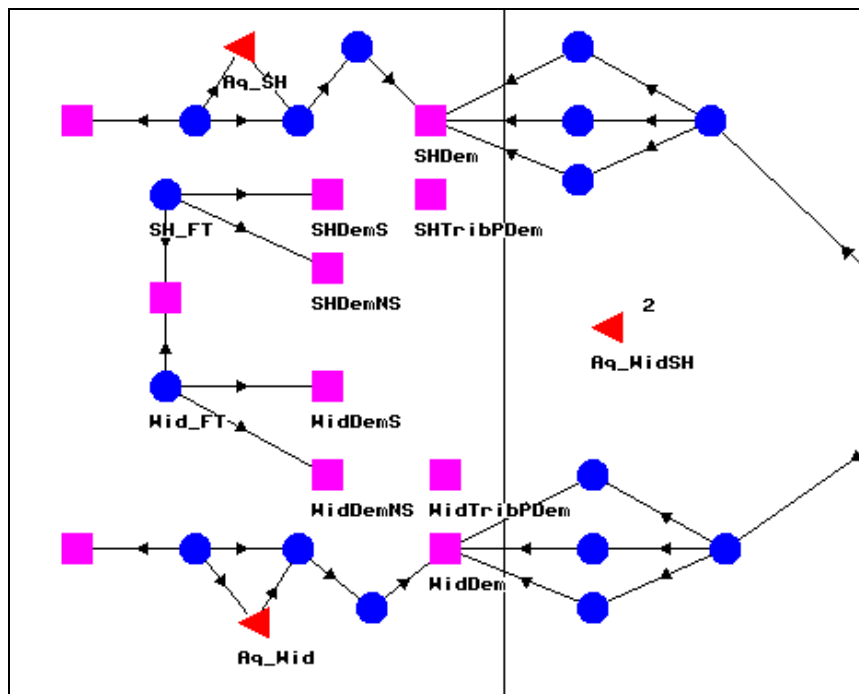 Aq_SH
SHDem
SH_FT
SHDemS
SHTribPDem
SHDemNS
2
Aq_WidSH
Wid_FT
WidDemS
WidDemNS
WidTribPDem
WidDem
Aq_Wid